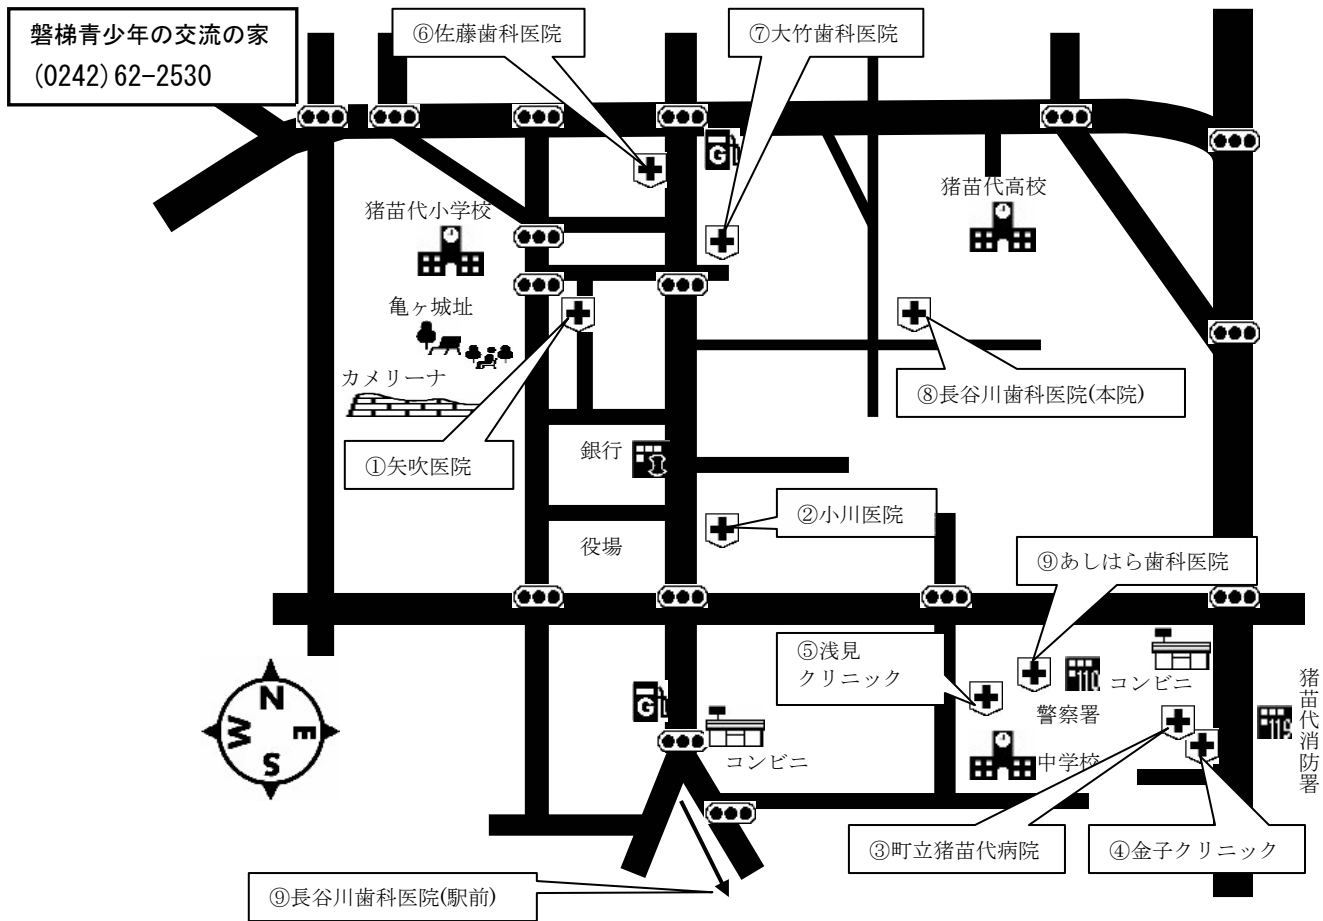 磐梯青少年の交流の家
(0242)62-2530
⑥佐藤歯科医院
⑦大竹歯科医院
G
猪苗代高校
猪苗代小学校
亀ヶ城址
カメリーナ
⑧長谷川歯科医院(本院)
①矢吹医院
銀行
②小川医院
役場
⑨あしはら歯科医院
⑤浅見
クリニック
110
コンビニ
猪苗代消防署
119
警察署
N
W
E
S
G
コンビニ
中学校
③町立猪苗代病院
④金子クリニック
⑨長谷川歯科医院(駅前)